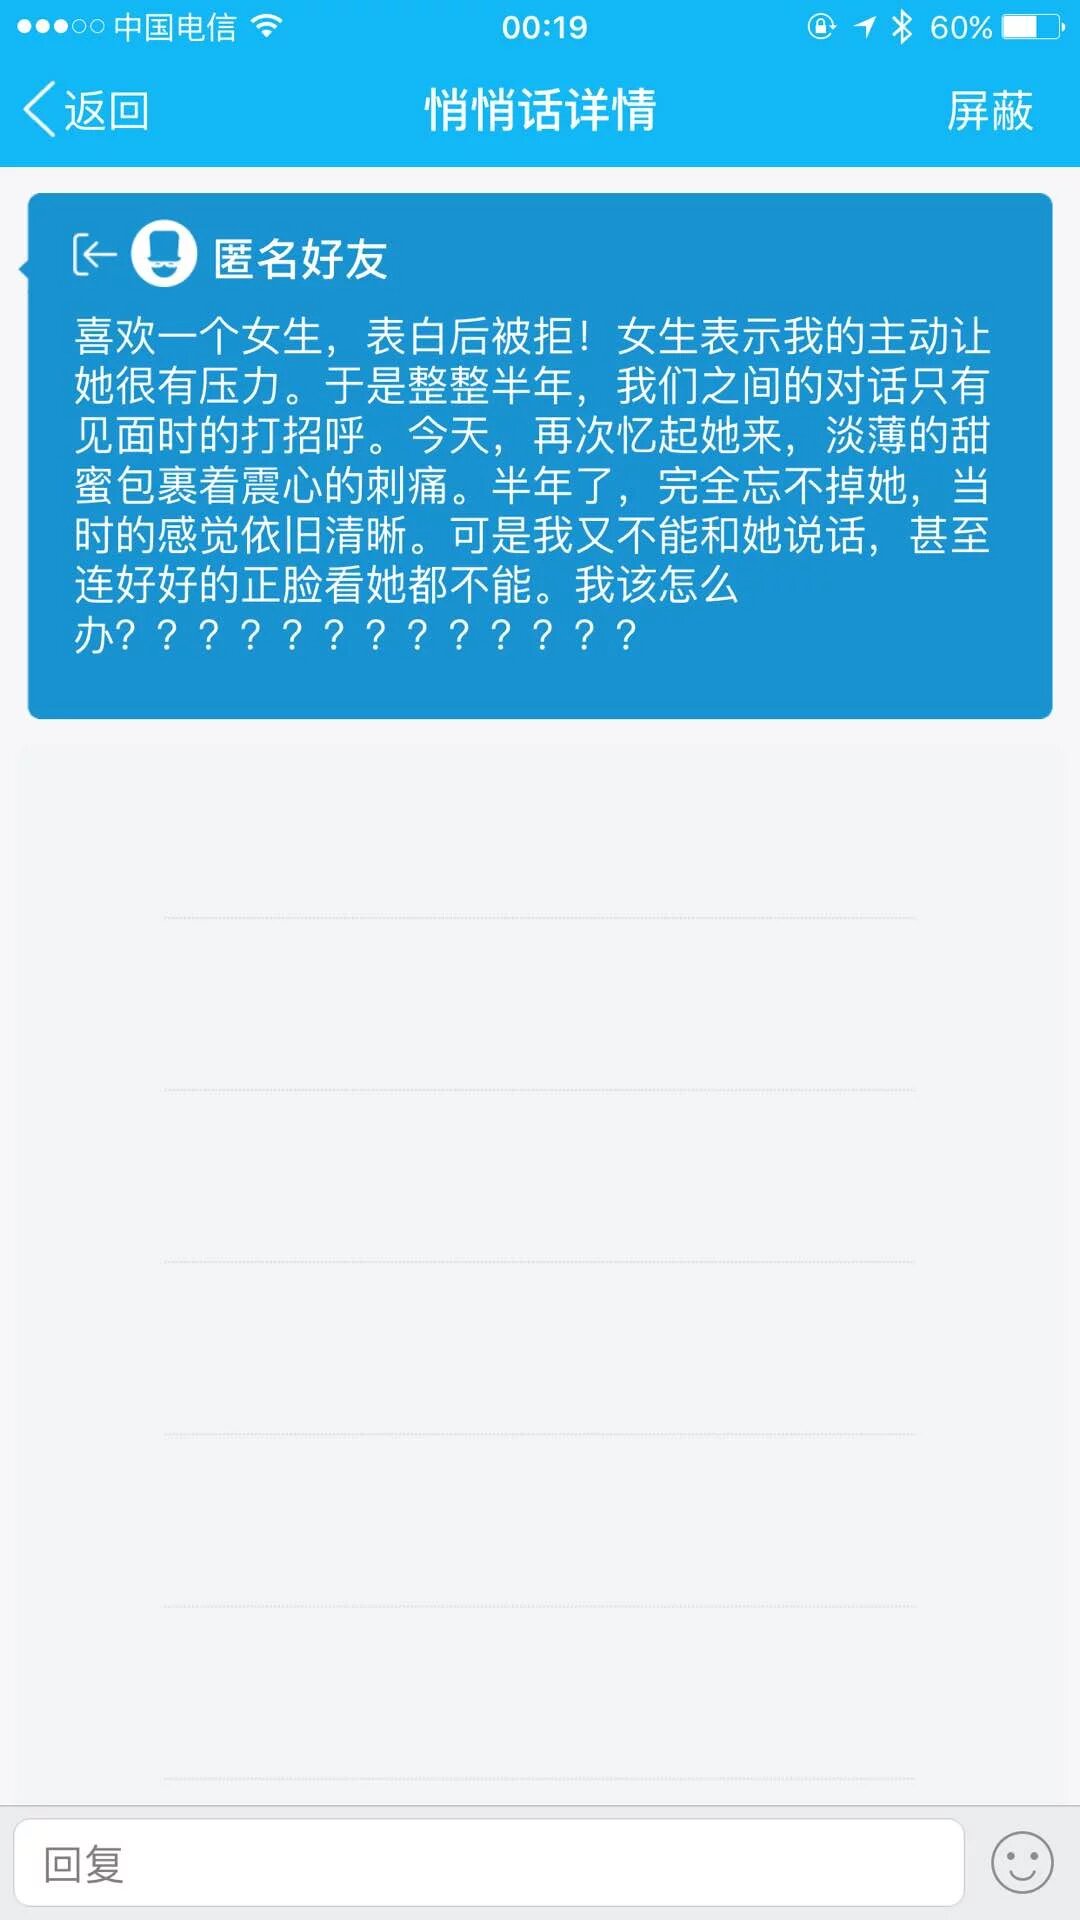 中国电信 00:19 60%
返回 悄悄话详情 屏蔽
匿名好友
喜欢一个女生，表白后被拒！女生表示我的主动让
她很有压力。于是整整半年，我们之间的对话只有
见面时的打招呼。今天，再次忆起她来，淡薄的甜
蜜包裹着震心的刺痛。半年了，完全忘不掉她，当
时的感觉依旧清晰。可是我又不能和她说话，甚至
连好好的正脸看她都不能。我该怎么
办？？？？？？？？？？？？？
回复